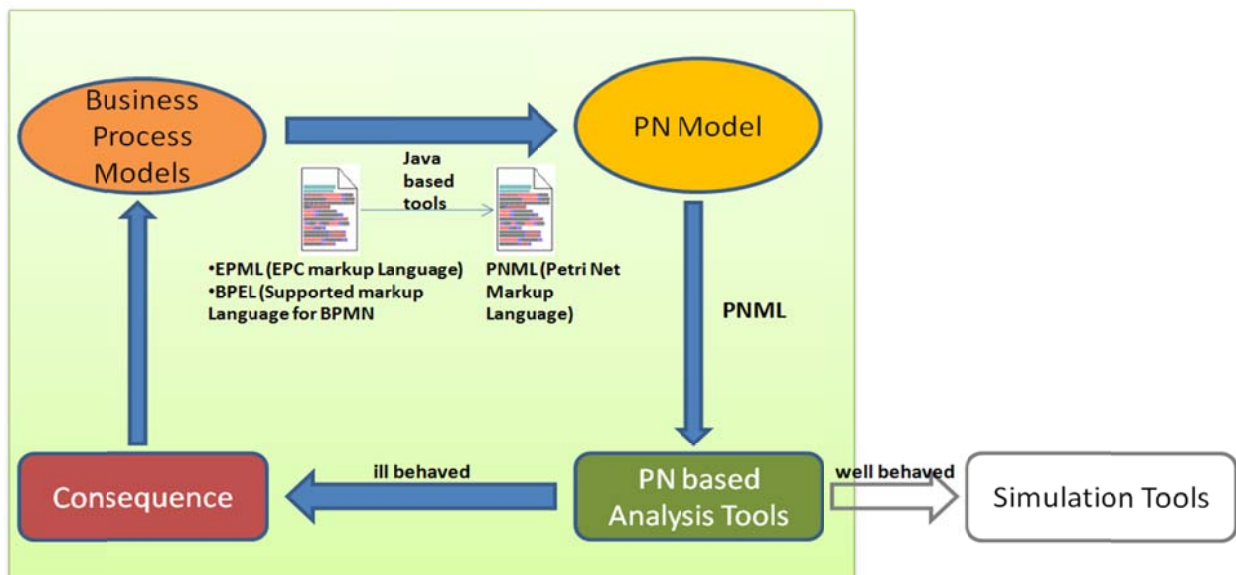 Business
Process
Models
PN Model
Java
based
tools
•EPML (EPC markup Language)
•BPEL (Supported markup
Language for BPMN
PNML (Petri Net
Markup
Language)
PNML
Consequence
ill behaved
PN based
Analysis Tools
well behaved
Simulation Tools